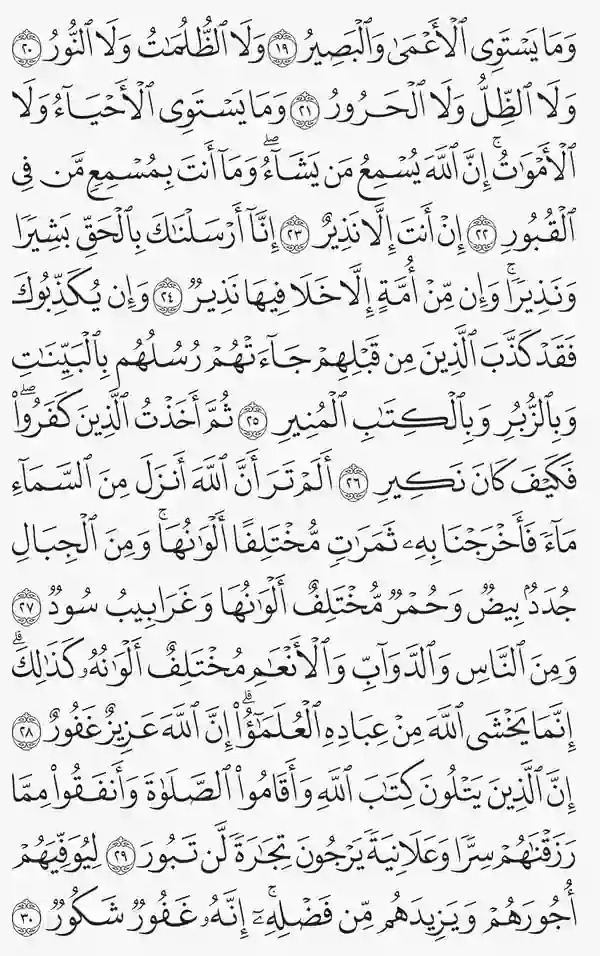 وَمَا يَسْتَوِي ٱلْأَعْمَىٰ وَٱلْبَصِيرُ ١٩ وَلَا ٱلظُّلُمَٰتُ وَلَا ٱلنُّورُ ٢٠
وَلَا ٱلظِّلُّ وَلَا ٱلْحَرُورُ ٢١ وَمَا يَسْتَوِي ٱلْأَحْيَآءُ وَلَا
ٱلْأَمْوَٰتُۚ إِنَّ ٱللَّهَ يُسْمِعُ مَن يَشَآءُۖ وَمَآ أَنتَ بِمُسْمِعٍ مَّن فِي
ٱلْقُبُورِ ٢٢ إِنْ أَنتَ إِلَّا نَذِيرٌ ٢٣ إِنَّآ أَرْسَلْنَٰكَ بِٱلْحَقِّ بَشِيرًا
وَنَذِيرًاۚ وَإِن مِّنْ أُمَّةٍ إِلَّا خَلَا فِيهَا نَذِيرٌ ٢٤ وَإِن يُكَذِّبُوكَ
فَقَدْ كَذَّبَ ٱلَّذِينَ مِن قَبْلِهِمْ جَآءَتْهُمْ رُسُلُهُم بِٱلْبَيِّنَٰتِ
وَبِٱلزُّبُرِ وَبِٱلْكِتَٰبِ ٱلْمُنِيرِ ٢٥ ثُمَّ أَخَذْتُ ٱلَّذِينَ كَفَرُوا۟ۖ
فَكَيْفَ كَانَ نَكِيرِ ٢٦ أَلَمْ تَرَ أَنَّ ٱللَّهَ أَنزَلَ مِنَ ٱلسَّمَآءِ
مَآءً فَأَخْرَجْنَا بِهِۦ ثَمَرَٰتٍ مُّخْتَلِفًا أَلْوَٰنُهَاۚ وَمِنَ ٱلْجِبَالِ
جُدَدٌۢ بِيضٌ وَحُمْرٌ مُّخْتَلِفٌ أَلْوَٰنُهَا وَغَرَابِيبُ سُودٌ ٢٧
وَمِنَ ٱلنَّاسِ وَٱلدَّوَآبِّ وَٱلْأَنْعَٰمِ مُخْتَلِفٌ أَلْوَٰنُهُۥ كَذَٰلِكَۗ
إِنَّمَا يَخْشَى ٱللَّهَ مِنْ عِبَادِهِ ٱلْعُلَمَٰٓؤُا۟ۗ إِنَّ ٱللَّهَ عَزِيزٌ غَفُورٌ ٢٨
إِنَّ ٱلَّذِينَ يَتْلُونَ كِتَٰبَ ٱللَّهِ وَأَقَامُوا۟ ٱلصَّلَوٰةَ وَأَنفَقُوا۟ مِمَّا
رَزَقْنَٰهُمْ سِرًّا وَعَلَانِيَةً يَرْجُونَ تِجَٰرَةً لَّن تَبُورَ ٢٩ لِيُوَفِّيَهُمْ
أُجُورَهُمْ وَيَزِيدَهُم مِّن فَضْلِهِۦٓۚ إِنَّهُۥ غَفُورٌ شَكُورٌ ٣٠